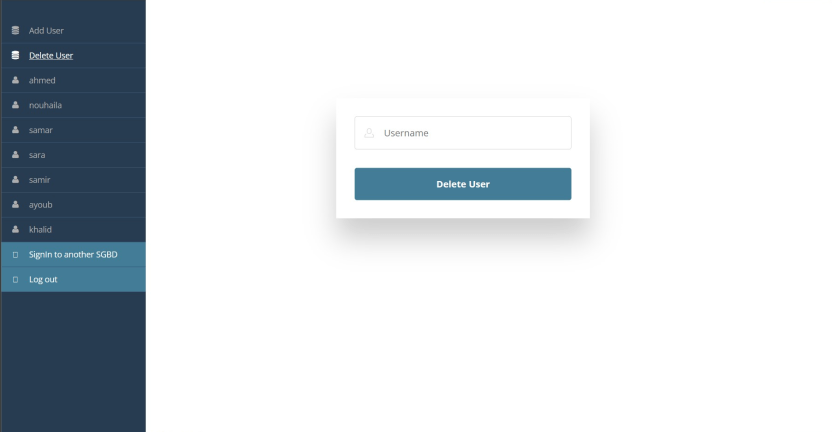 Add User
Delete User
ahmed
nouhaila
samar
sara
samir
ayoub
khalid
SignIn to another SGBD
Log out
Username
Delete User